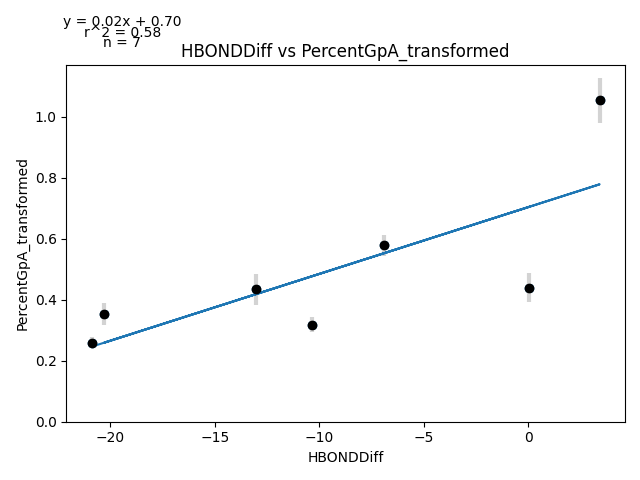 y = 0.02x + 0.70
r^2 = 0.58
n = 7
HBONDDiff vs PercentGpA_transformed
PercentGpA_transformed
1.0
0.8
0.6
0.4
0.2
0.0
−20
−15
−10
−5
0
HBONDDiff